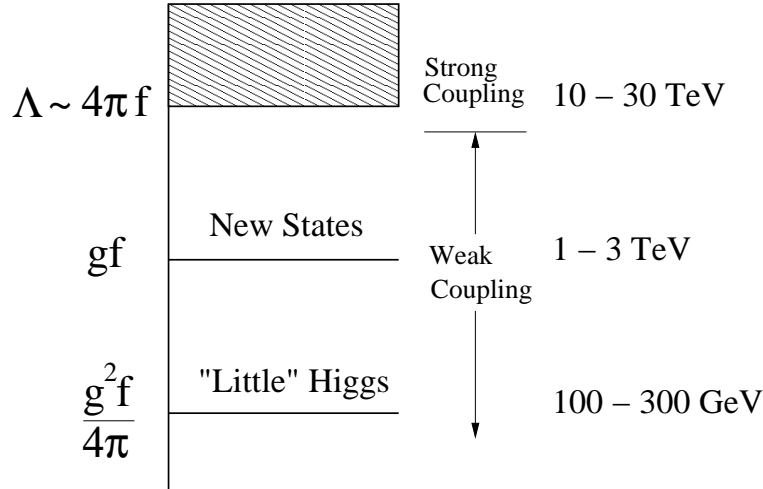 Strong
Coupling
Λ ~ 4π f
10 – 30 TeV
New States
gf
Weak
Coupling
1 – 3 TeV
"Little" Higgs
g²f
4π
100 – 300 GeV